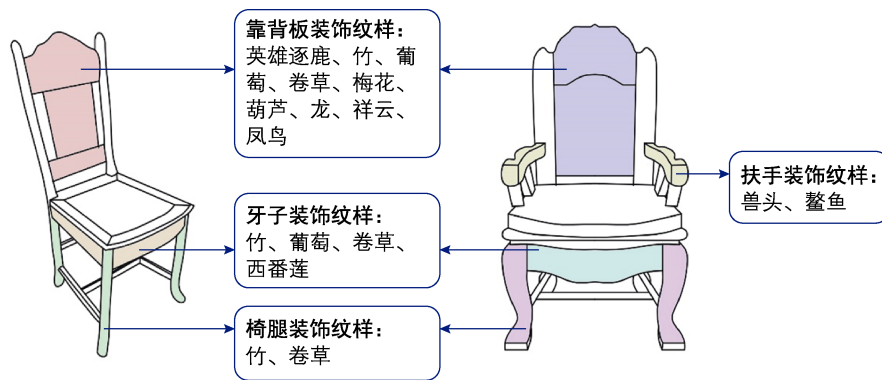 靠背板装饰纹样：
英雄逐鹿、竹、葡
萄、卷草、梅花、
葫芦、龙、祥云、
凤鸟
扶手装饰纹样：
兽头、鳌鱼
牙子装饰纹样：
竹、葡萄、卷草、
西番莲
椅腿装饰纹样：
竹、卷草